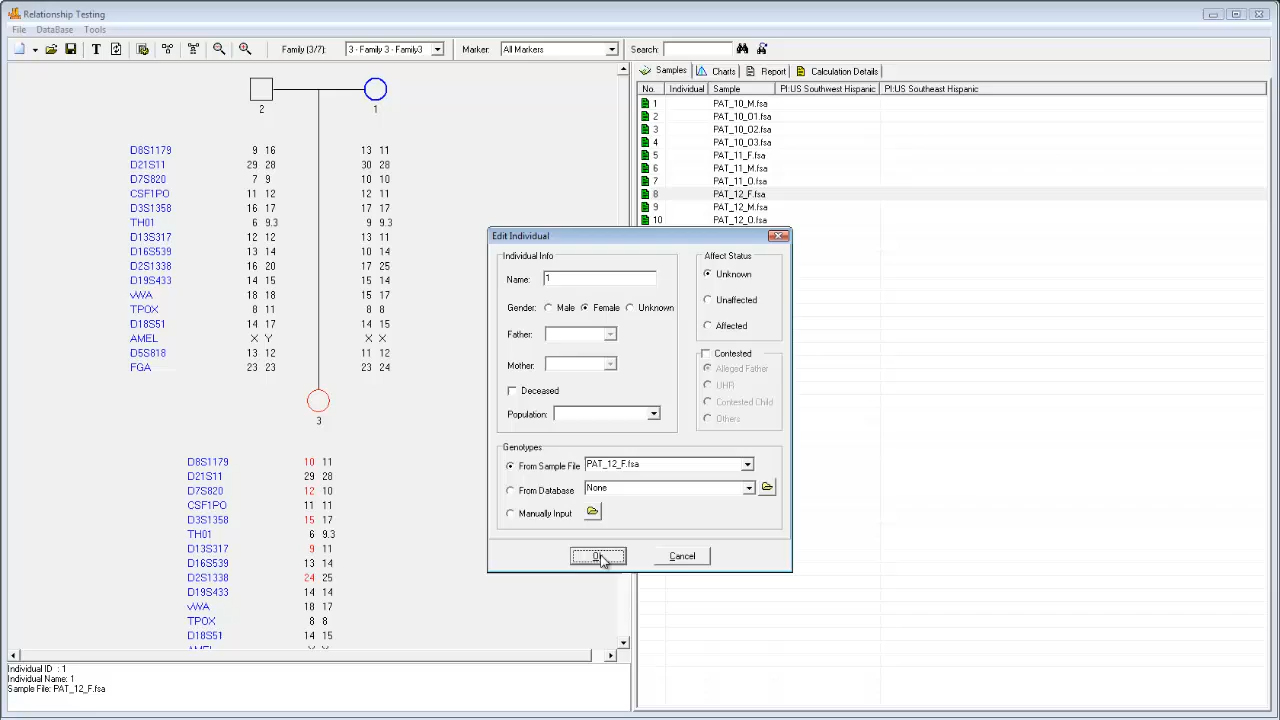 Relationship Testing
File DataBase Tools
T Family (3/7): 3 - Family 3 - Family3 Marker: All Markers Search:
2 1
D8S1179 9 16 13 11
D21S11 29 28 30 28
D7S820 7 9 10 10
CSF1PO 11 12 12 11
D3S1358 16 17 17 17
TH01 6 9.3 9 9.3
D13S317 12 12 13 11
D16S539 13 14 10 14
D2S1338 16 20 17 25
D19S433 14 15 15 14
vWA 18 18 15 17
TPOX 8 11 8 8
D18S51 14 17 14 15
AMEL X Y X X
D5S818 13 12 11 12
FGA 23 23 23 24
3
D8S1179 10 11
D21S11 29 28
D7S820 12 10
CSF1PO 11 11
D3S1358 15 17
TH01 6 9.3
D13S317 9 11
D16S539 13 14
D2S1338 24 25
D19S433 14 14
vWA 18 17
TPOX 8 8
D18S51 14 15
AMEL X X
Individual ID : 1
Individual Name: 1
Sample File: PAT_12_F.fsa
Samples Charts Report Calculation Details
No. Individual Sample PI:US Southwest Hispanic PI:US Southeast Hispanic
1 PAT_10_M.fsa
2 PAT_10_O1.fsa
3 PAT_10_O2.fsa
4 PAT_10_O3.fsa
5 PAT_11_F.fsa
6 PAT_11_M.fsa
7 PAT_11_O.fsa
8 PAT_12_F.fsa
9 PAT_12_M.fsa
10 PAT_12_O.fsa
Edit Individual
Individual Info
Name: 1
Gender: Male Female Unknown
Father:
Mother:
Deceased
Population:
Affect Status
Unknown
Unaffected
Affected
Contested
Alleged Father
UHR
Contested Child
Others
Genotypes
From Sample File PAT_12_F.fsa
From Database None
Manually Input
Cancel